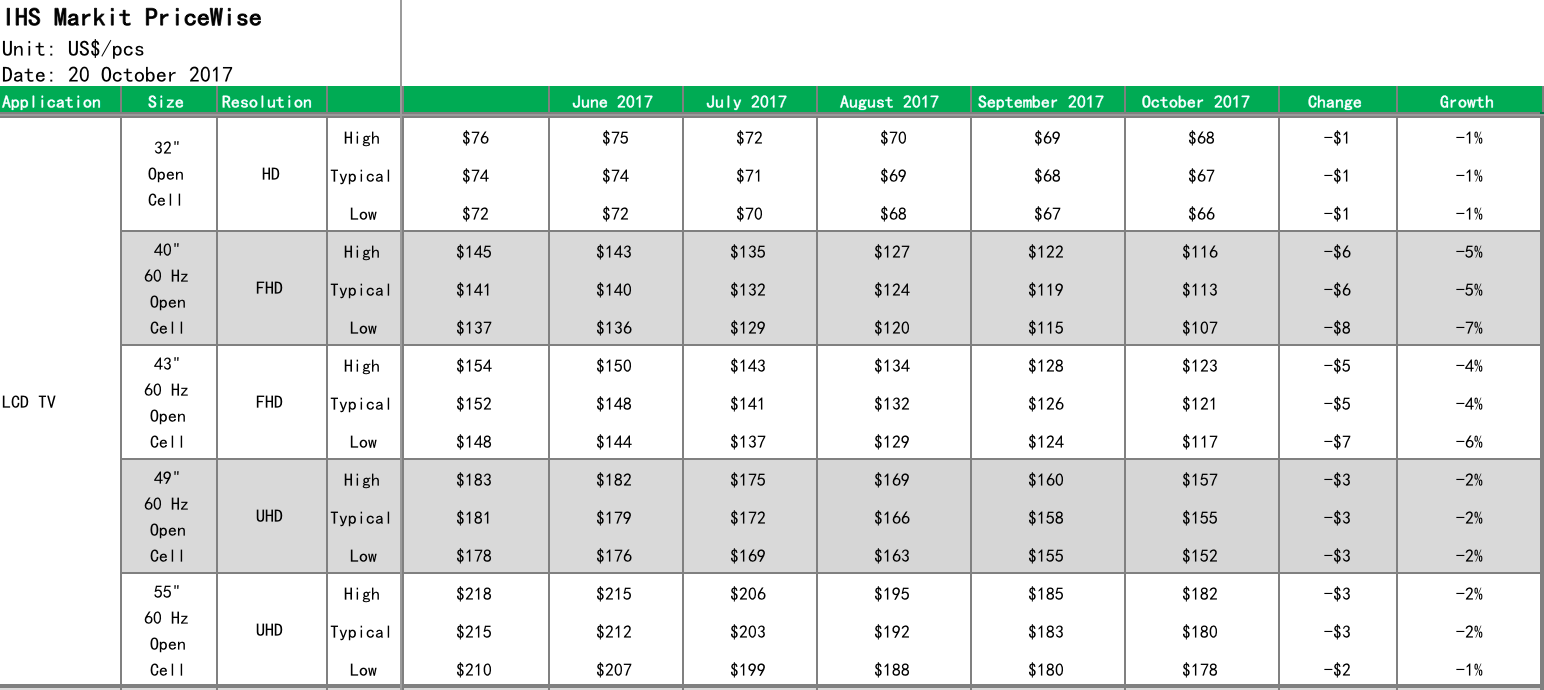 IHS Markit PriceWise
Unit: US$/pcs
Date: 20 October 2017
Application Size Resolution June 2017 July 2017 August 2017 September 2017 October 2017 Change Growth
LCD TV
32"
Open
Cell
HD
High $76 $75 $72 $70 $69 $68 -$1 -1%
Typical $74 $74 $71 $69 $68 $67 -$1 -1%
Low $72 $72 $70 $68 $67 $66 -$1 -1%
40"
60 Hz
Open
Cell
FHD
High $145 $143 $135 $127 $122 $116 -$6 -5%
Typical $141 $140 $132 $124 $119 $113 -$6 -5%
Low $137 $136 $129 $120 $115 $107 -$8 -7%
43"
60 Hz
Open
Cell
FHD
High $154 $150 $143 $134 $128 $123 -$5 -4%
Typical $152 $148 $141 $132 $126 $121 -$5 -4%
Low $148 $144 $137 $129 $124 $117 -$7 -6%
49"
60 Hz
Open
Cell
UHD
High $183 $182 $175 $169 $160 $157 -$3 -2%
Typical $181 $179 $172 $166 $158 $155 -$3 -2%
Low $178 $176 $169 $163 $155 $152 -$3 -2%
55"
60 Hz
Open
Cell
UHD
High $218 $215 $206 $195 $185 $182 -$3 -2%
Typical $215 $212 $203 $192 $183 $180 -$3 -2%
Low $210 $207 $199 $188 $180 $178 -$2 -1%